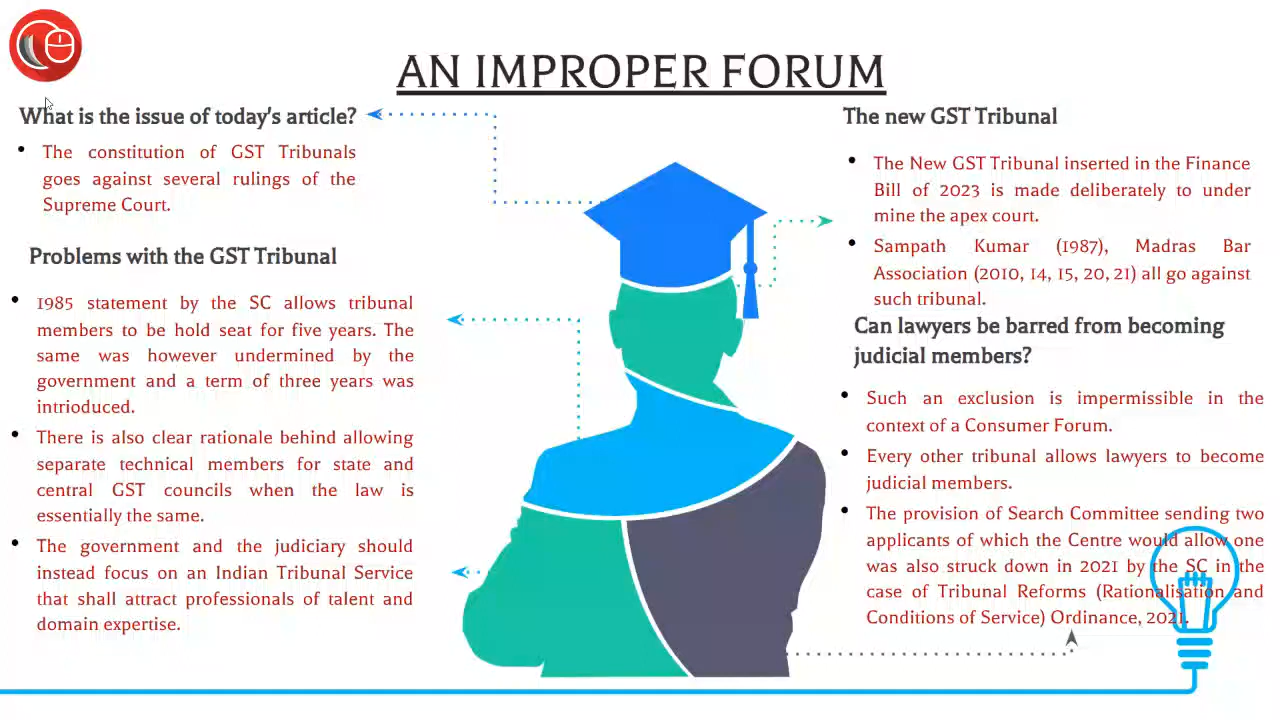 AN IMPROPER FORUM
What is the issue of today's article?
The constitution of GST Tribunals
goes against several rulings of the
Supreme Court.
Problems with the GST Tribunal
1985 statement by the SC allows tribunal
members to be hold seat for five years. The
same was however undermined by the
government and a term of three years was
intrioduced.
There is also clear rationale behind allowing
separate technical members for state and
central GST councils when the law is
essentially the same.
The government and the judiciary should
instead focus on an Indian Tribunal Service
that shall attract professionals of talent and
domain expertise.
The new GST Tribunal
The New GST Tribunal inserted in the Finance
Bill of 2023 is made deliberately to under
mine the apex court.
Sampath Kumar (1987), Madras Bar
Association (2010, 14, 15, 20, 21) all go against
such tribunal.
Can lawyers be barred from becoming
judicial members?
Such an exclusion is impermissible in the
context of a Consumer Forum.
Every other tribunal allows lawyers to become
judicial members.
The provision of Search Committee sending two
applicants of which the Centre would allow one
was also struck down in 2021 by the SC in the
case of Tribunal Reforms (Rationalisation and
Conditions of Service) Ordinance, 2021.